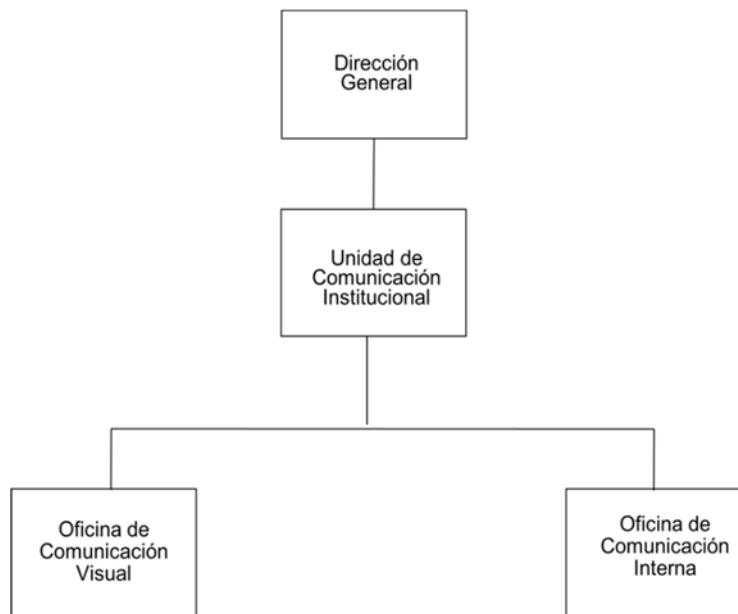 Dirección
General
Unidad de
Comunicación
Institucional
Oficina de
Comunicación
Visual
Oficina de
Comunicación
Interna